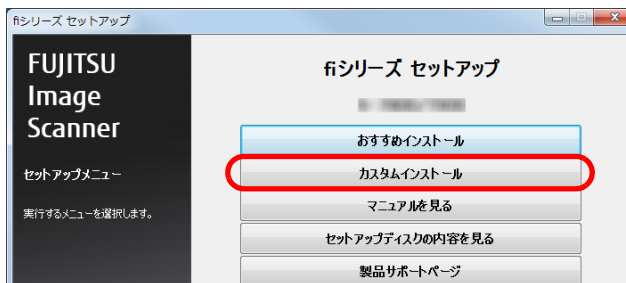 fiシリーズ セットアップ
FUJITSU
Image
Scanner
セットアップメニュー
実行するメニューを選択します。
fiシリーズ セットアップ
おすすめインストール
カスタムインストール
マニュアルを見る
セットアップディスクの内容を見る
製品サポートページ